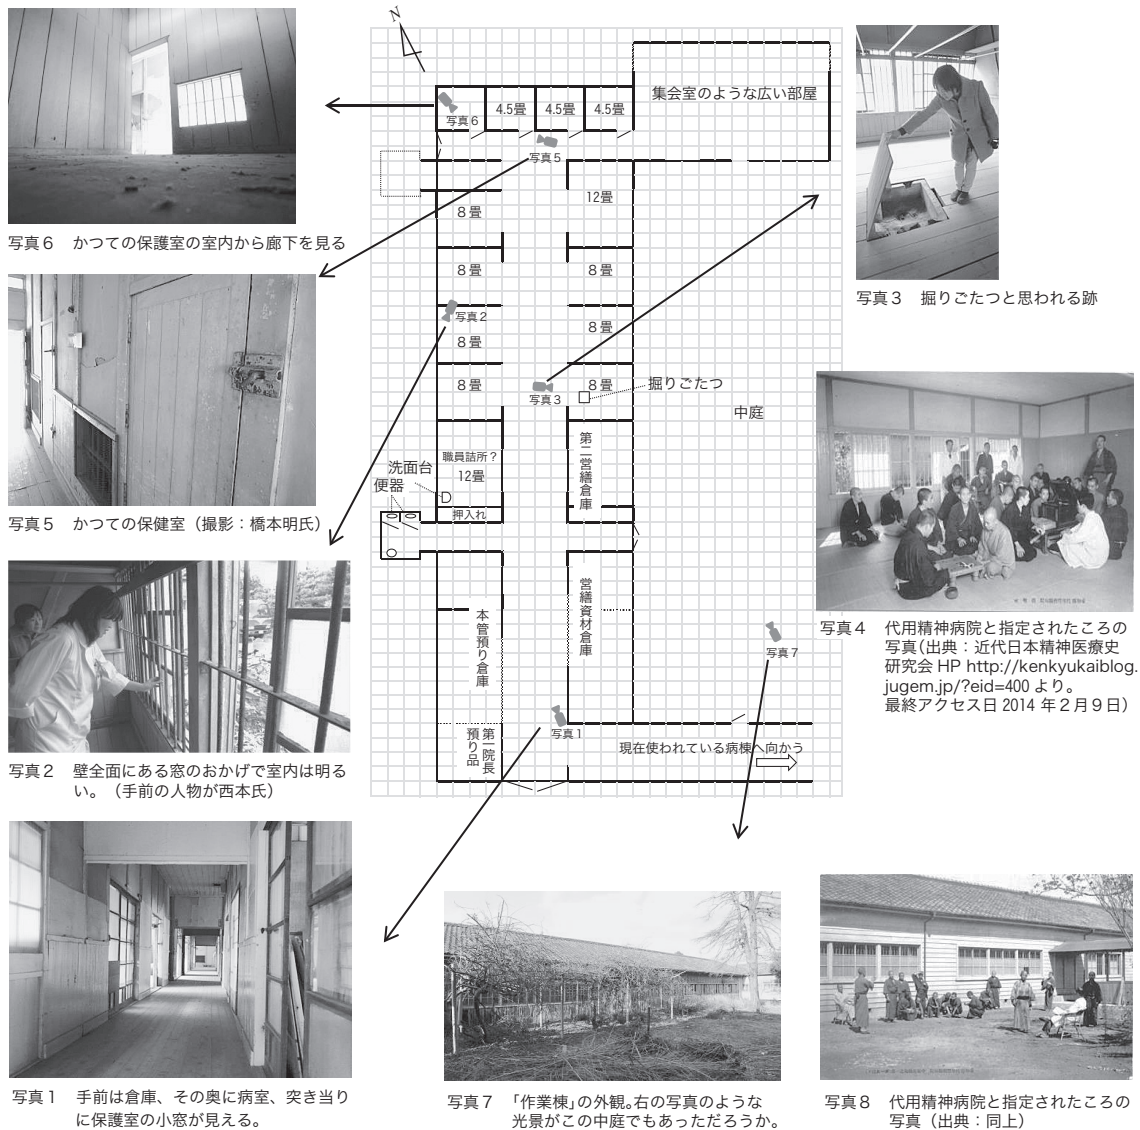 N
集会室のような広い部屋
4.5畳
4.5畳
4.5畳
写真6
写真5
写真6 かつての保護室の室内から廊下を見る
12畳
8畳
8畳
8畳
写真2
8畳
8畳
8畳
8畳
写真3
掘りごたつ
写真3 掘りごたつと思われる跡
中庭
写真5 かつての保健室(撮影:橋本明氏)
職員詰所?
12畳
洗面台
便器
押入れ
第二営繕倉庫
営繕資材倉庫
本管預り倉庫
第一院長
預り品
写真7
写真1
現在使われている病棟へ向かう
写真4 代用精神病院と指定されたころの
写真(出典:近代日本精神医療史
研究会HP http://kenkyukaiblog.
jugem.jp/?eid=400より。
最終アクセス日2014年2月9日)
写真2 壁全面にある窓のおかげで室内は明る
い。(手前の人物が西本氏)
写真1 手前は倉庫、その奥に病室、突き当り
に保護室の小窓が見える。
写真7 「作業棟」の外観。右の写真のような
光景がこの中庭でもあっただろうか。
写真8 代用精神病院と指定されたころの
写真(出典:同上)